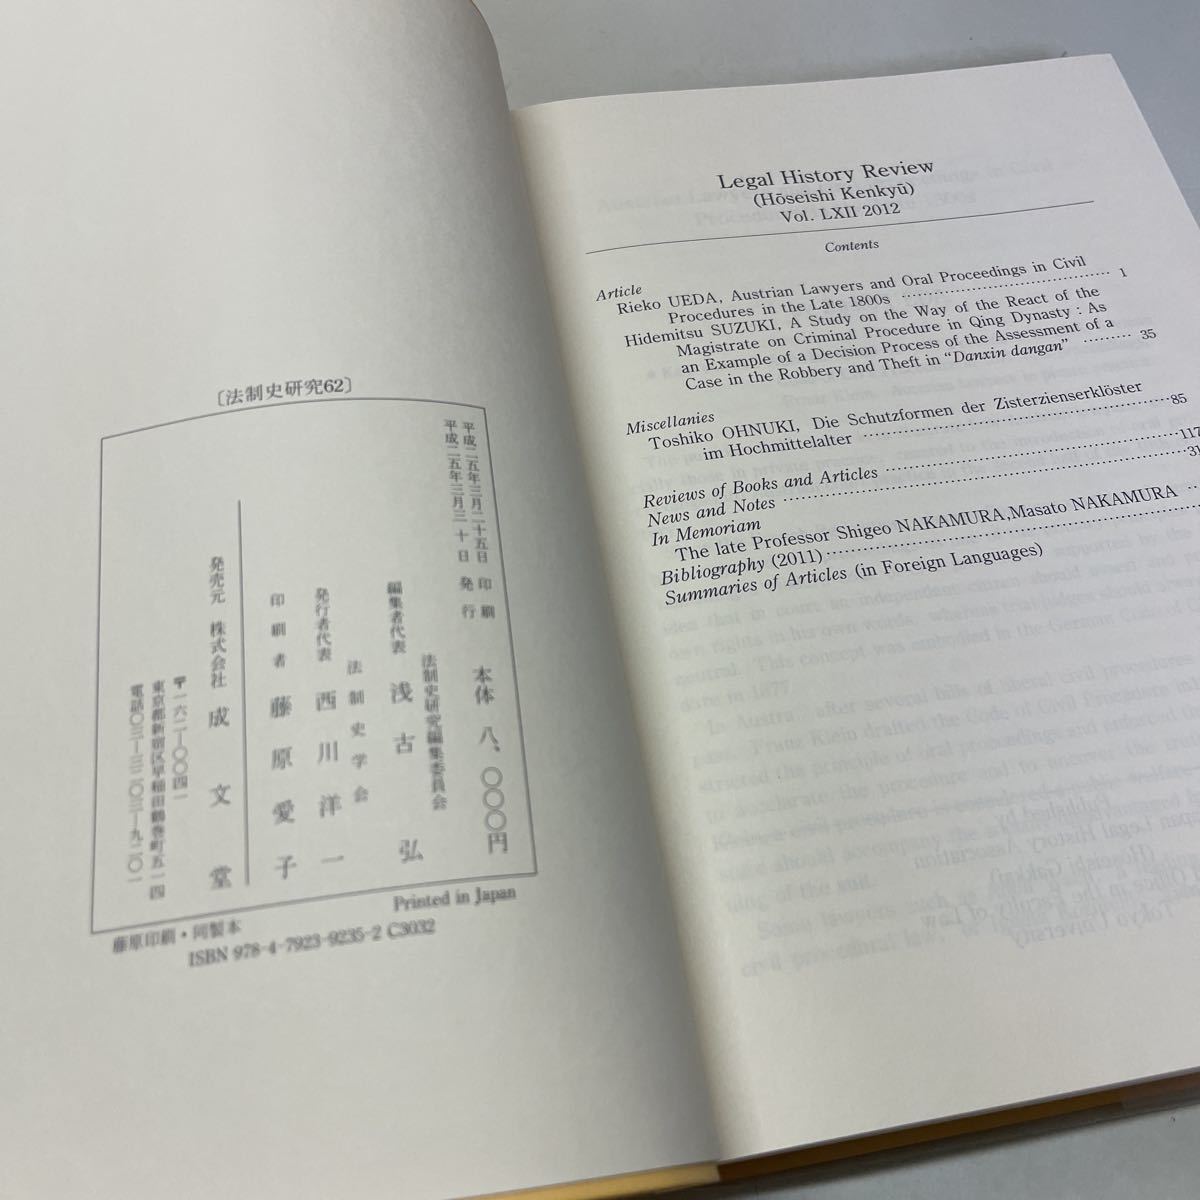 〔法制史研究62〕
平成二五年三月二十五日 印刷
平成二五年三月三十日 発行
本体 八、〇〇〇円
法制史研究編集委員会
編集者代表 浅古 弘
法制史学会
発行者代表 西川洋一
印刷者 藤原愛子
発売元 株式会社 成文堂
〒一六二-〇〇四一
東京都新宿区早稲田鶴巻町五一四
電話〇三-三二〇三-九二〇一
Printed in Japan
藤原印刷・同製本
ISBN 978-4-7923-9235-2 C3032
Legal History Review
(Hōseishi Kenkyū)
Vol. LXII 2012
Contents
Article
Rieko UEDA, Austrian Lawyers and Oral Proceedings in Civil
Procedures in the Late 1800s 1
Hidemitsu SUZUKI, A Study on the Way of the React of the
Magistrate on Criminal Procedure in Qing Dynasty : As
an Example of a Decision Process of the Assessment of a
Case in the Robbery and Theft in “Danxin dangan” 35
Miscellanies
Toshiko OHNUKI, Die Schutzformen der Zisterzienserklöster
im Hochmittelalter 85
Reviews of Books and Articles 117
News and Notes
In Memoriam
The late Professor Shigeo NAKAMURA,Masato NAKAMURA
Bibliography (2011)
Summaries of Articles (in Foreign Languages)